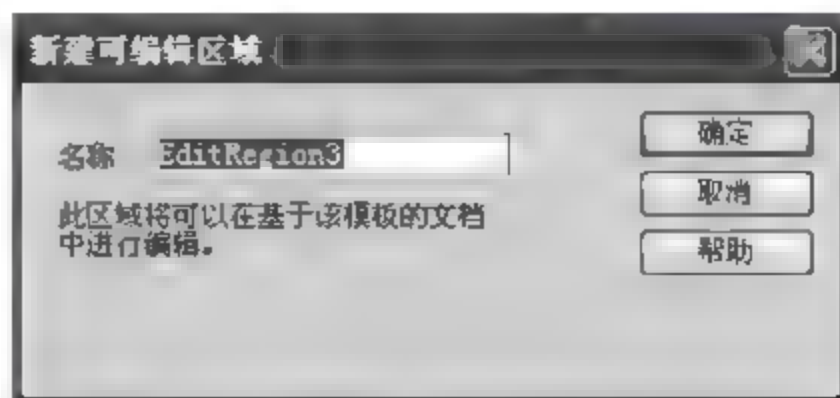 新建可编辑区域
名称 EditRegion3
确定
取消
此区域将可以在基于该模板的文档
中进行编辑。
帮助